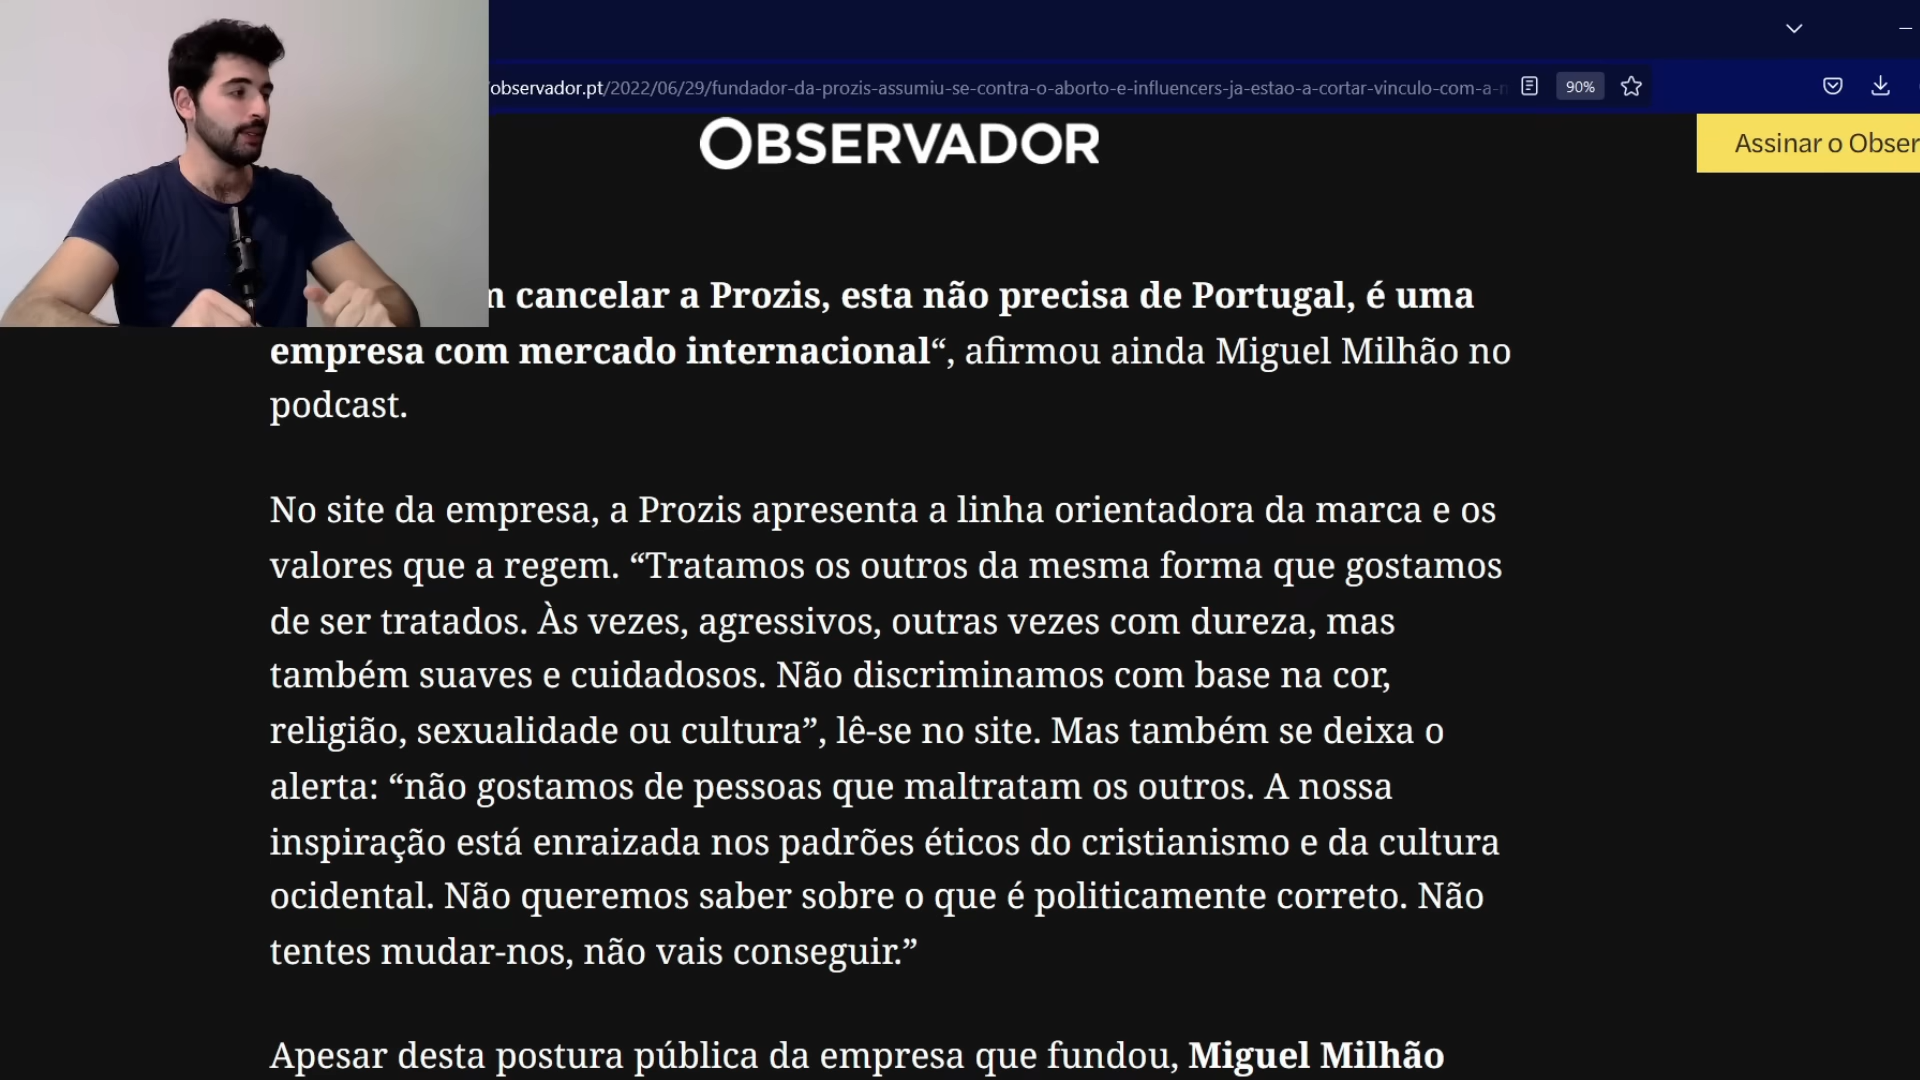 observador.pt/2022/06/29/fundador-da-prozis-assumiu-se-contra-o-aborto-e-influencers-ja-estao-a-cortar-vinculo-com-a-
90%
OBSERVADOR
Assinar o Obser
cancelar a Prozis, esta não precisa de Portugal, é uma
empresa com mercado internacional“, afirmou ainda Miguel Milhão no
podcast.
No site da empresa, a Prozis apresenta a linha orientadora da marca e os
valores que a regem. “Tratamos os outros da mesma forma que gostamos
de ser tratados. Às vezes, agressivos, outras vezes com dureza, mas
também suaves e cuidadosos. Não discriminamos com base na cor,
religião, sexualidade ou cultura”, lê-se no site. Mas também se deixa o
alerta: “não gostamos de pessoas que maltratam os outros. A nossa
inspiração está enraizada nos padrões éticos do cristianismo e da cultura
ocidental. Não queremos saber sobre o que é politicamente correto. Não
tentes mudar-nos, não vais conseguir.”
Apesar desta postura pública da empresa que fundou, Miguel Milhão